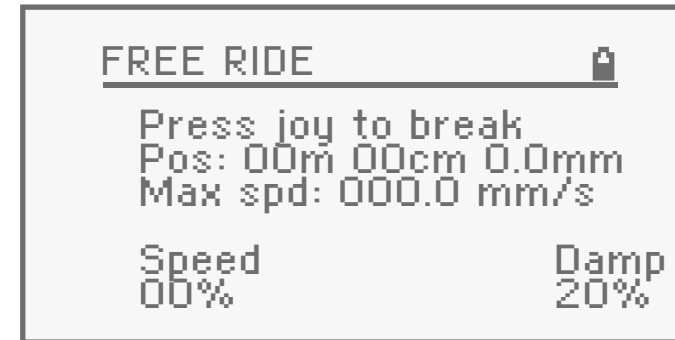 FREE RIDE
Press joy to break
Pos: 00m 00cm 0.0mm
Max spd: 000.0 mm/s
Speed Damp
00% 20%